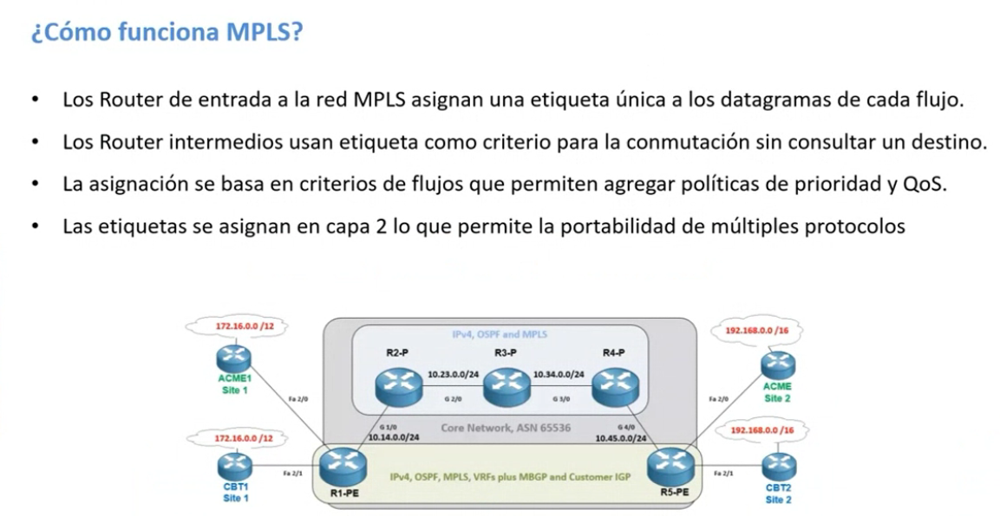 ¿Cómo funciona MPLS?
• Los Router de entrada a la red MPLS asignan una etiqueta única a los datagramas de cada flujo.
• Los Router intermedios usan etiqueta como criterio para la conmutación sin consultar un destino.
• La asignación se basa en criterios de flujos que permiten agregar políticas de prioridad y QoS.
• Las etiquetas se asignan en capa 2 lo que permite la portabilidad de múltiples protocolos
172.16.0.0 /12
ACME1
Site 1
Fa 2/0
172.16.0.0 /12
CBT1
Site 1
Fa 2/1
IPv4, OSPF and MPLS
R2-P
R3-P
R4-P
10.23.0.0/24
10.34.0.0/24
G 2/0
G 3/0
G 1/0
10.14.0.0/24
Core Network, ASN 65536
G 4/0
10.45.0.0/24
R1-PE
IPv4, OSPF, MPLS, VRFs plus MBGP and Customer IGP
R5-PE
192.168.0.0 /16
ACME
Site 2
Fa 2/0
192.168.0.0 /16
Fa 2/1
CBT2
Site 2